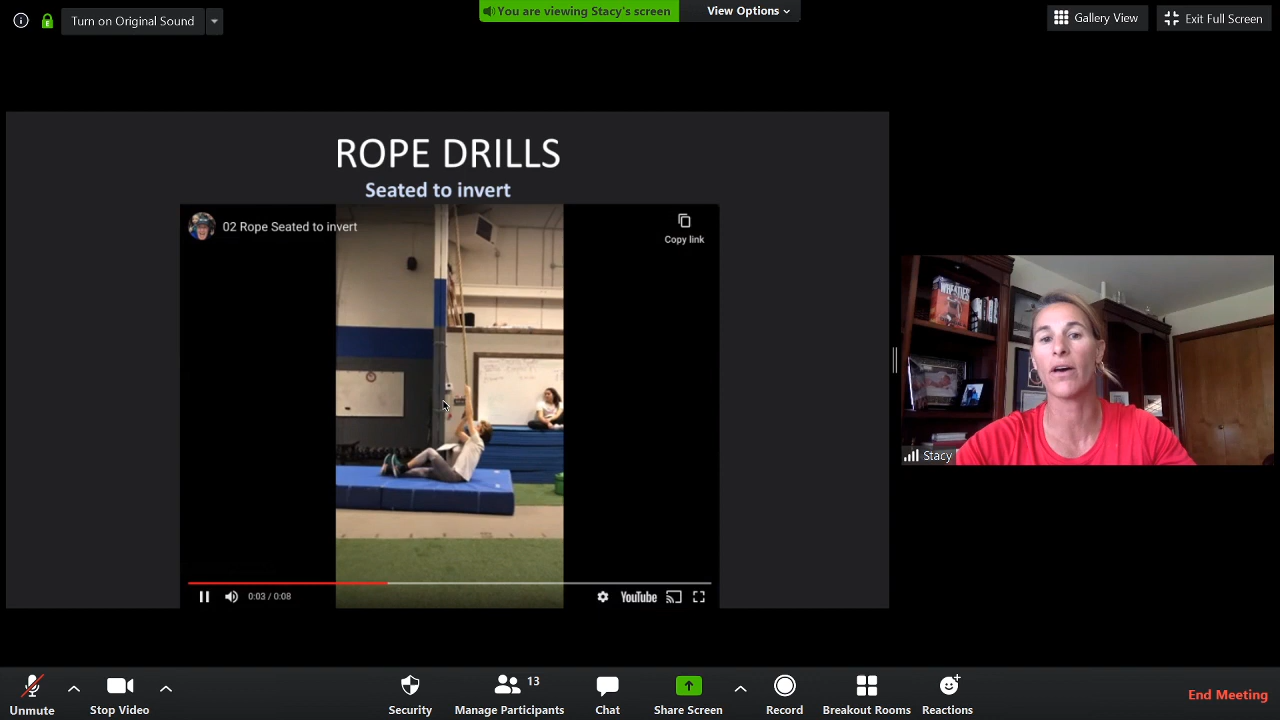 Turn on Original Sound
You are viewing Stacy's screen
View Options
Gallery View
Exit Full Screen
ROPE DRILLS
Seated to invert
02 Rope Seated to invert
Copy link
WHEATIES
0:03 / 0:08
YouTube
Stacy
Unmute
Stop Video
Security
13
Manage Participants
Chat
Share Screen
Record
Breakout Rooms
Reactions
End Meeting